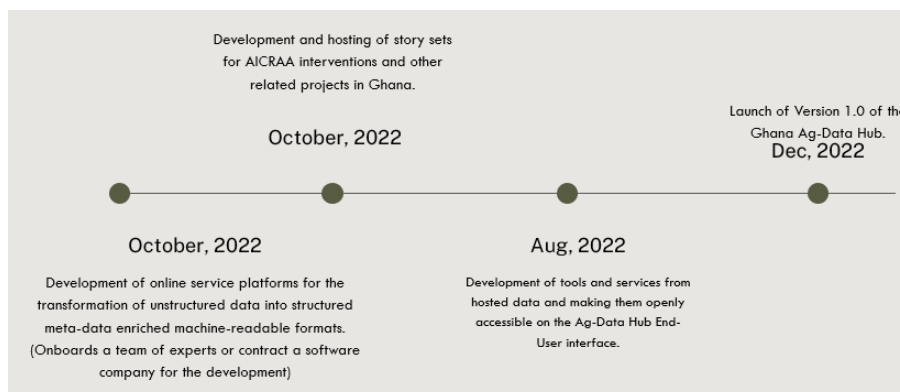 Development and hosting of story sets
for AICRAA interventions and other
related projects in Ghana.
October, 2022
Launch of Version 1.0 of the
Ghana Ag-Data Hub.
Dec, 2022
October, 2022
Development of online service platforms for the
transformation of unstructured data into structured
meta-data enriched machine-readable formats.
(Onboards a team of experts or contract a software
company for the development)
Aug, 2022
Development of tools and services from
hosted data and making them openly
accessible on the Ag-Data Hub End-
User interface.